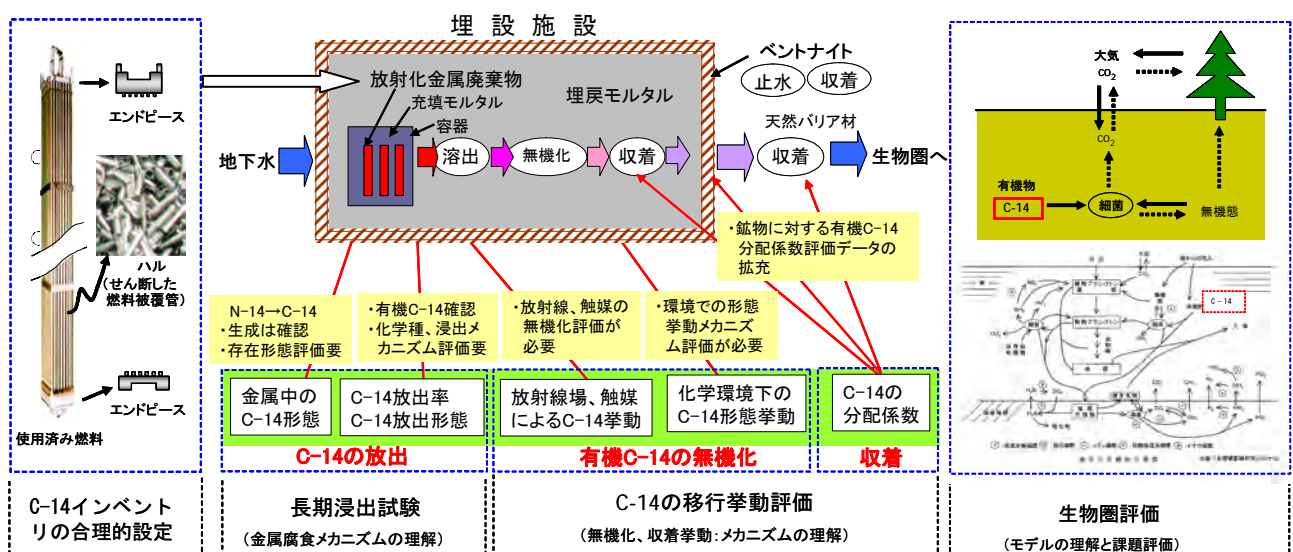 埋設施設
エンドピース
ハル
(せん断した
燃料被覆管)
エンドピース
使用済み燃料
放射化金属廃棄物
充填モルタル
容器
埋戻モルタル
ベントナイト
止水
収着
地下水
溶出
無機化
収着
天然バリア材
収着
生物圏へ
大気
CO2
CO2
有機物
C-14
細菌
無機態
・鉱物に対する有機C-14
分配係数評価データの
拡充
N-14→C-14
・生成は確認
・存在形態評価要
・有機C-14確認
・化学種、浸出メ
カニズム評価要
・放射線、触媒の
無機化評価が
必要
・環境での形態
挙動メカニズ
ム評価が必要
金属中の
C-14形態
C-14放出率
C-14放出形態
放射線場、触媒
によるC-14挙動
化学環境下の
C-14形態挙動
C-14の
分配係数
C-14の放出
有機C-14の無機化
収着
C-14
C-14インベント
リの合理的設定
長期浸出試験
(金属腐食メカニズムの理解)
C-14の移行挙動評価
(無機化、収着挙動:メカニズムの理解)
生物圏評価
(モデルの理解と課題評価)